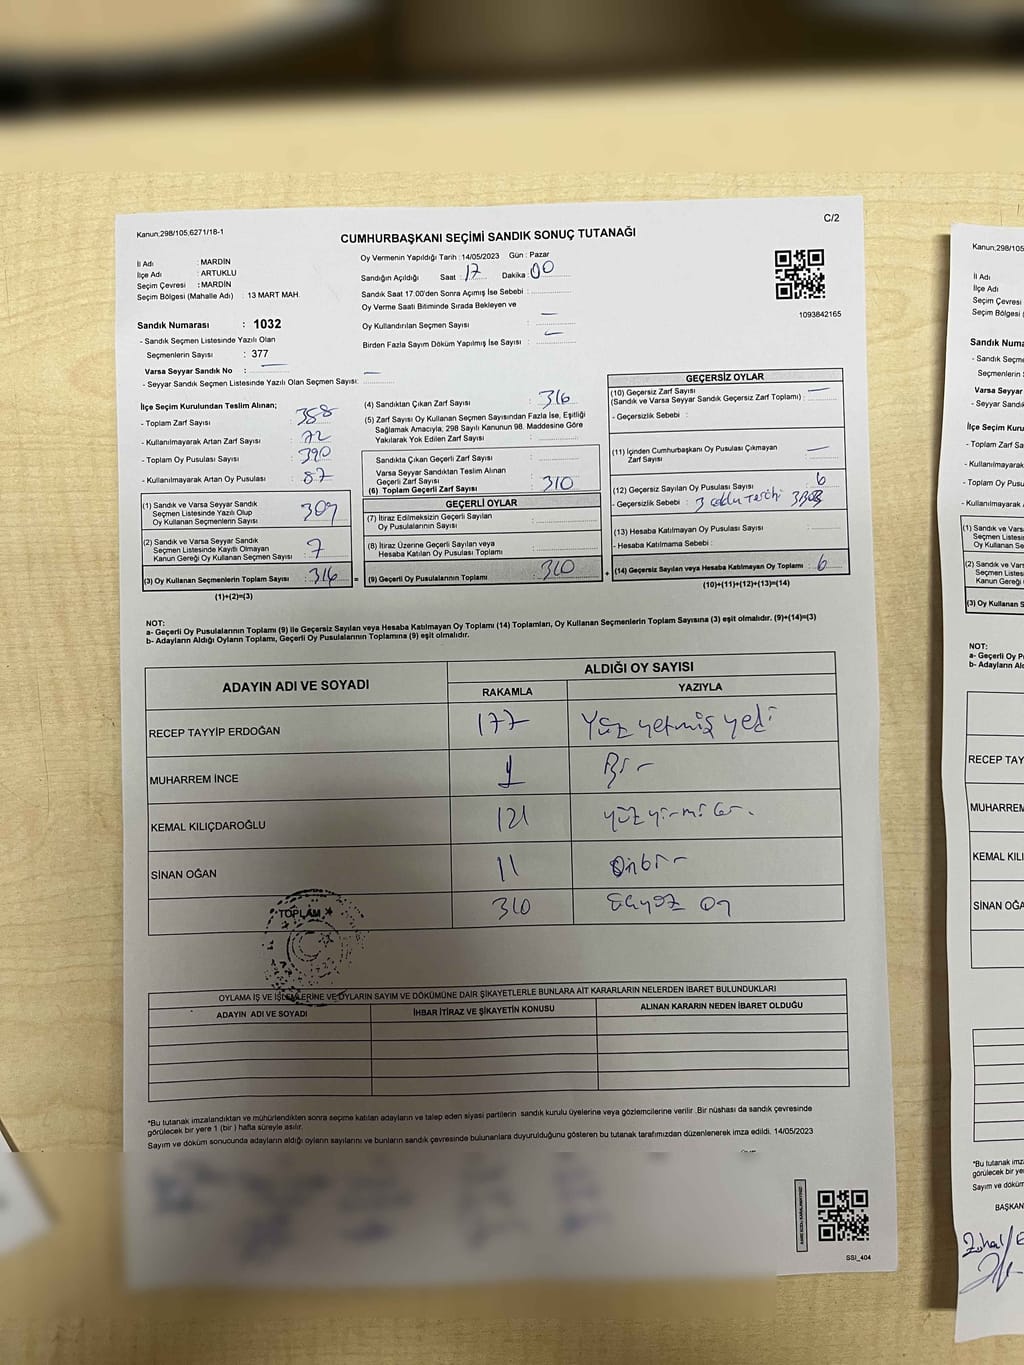 C/2
Kanun,298/105,6271/18-1
CUMHURBAŞKANI SEÇİMİ SANDIK SONUÇ TUTANAĞI
İl Adı : MARDİN
İlçe Adı : ARTUKLU
Seçim Çevresi : MARDİN
Seçim Bölgesi (Mahalle Adı) : 13 MART MAH.
Sandık Numarası : 1032
- Sandık Seçmen Listesinde Yazılı Olan
Seçmenlerin Sayısı : 377
Varsa Seyyar Sandık No : —
- Seyyar Sandık Seçmen Listesinde Yazılı Olan Seçmen Sayısı: —
Oy Vermenin Yapıldığı Tarih : 14/05/2023 Gün : Pazar
Sandığın Açıldığı Saat : 17 Dakika : 00
Sandık Saat 17:00'den Sonra Açımış İse Sebebi :
Oy Verme Saati Bitiminde Sırada Bekleyen ve
Oy Kullandırılan Seçmen Sayısı : —
Birden Fazla Sayım Döküm Yapılmış İse Sayısı : —
1093842165
İlçe Seçim Kurulundan Teslim Alınan;
- Toplam Zarf Sayısı : 388
- Kullanılmayarak Artan Zarf Sayısı : 72
- Toplam Oy Pusulası Sayısı : 390
- Kullanılmayarak Artan Oy Pusulası : 87
(1) Sandık ve Varsa Seyyar Sandık
Seçmen Listesinde Yazılı Olup
Oy Kullanan Seçmenlerin Sayısı : 309
(2) Sandık ve Varsa Seyyar Sandık
Seçmen Listesinde Kayıtlı Olmayan
Kanun Gereği Oy Kullanan Seçmen Sayısı : 7
(3) Oy Kullanan Seçmenlerin Toplam Sayısı : 316
(1)+(2)=(3)
(4) Sandıktan Çıkan Zarf Sayısı : 316
(5) Zarf Sayısı Oy Kullanan Seçmen Sayısından Fazla İse, Eşitliği
Sağlamak Amacıyla, 298 Sayılı Kanunun 98. Maddesine Göre
Yakılarak Yok Edilen Zarf Sayısı :
Sandıkta Çıkan Geçerli Zarf Sayısı :
Varsa Seyyar Sandıktan Teslim Alınan
Geçerli Zarf Sayısı :
(6) Toplam Geçerli Zarf Sayısı : 310
GEÇERLİ OYLAR
(7) İtiraz Edilmeksizin Geçerli Sayılan
Oy Pusulalarının Sayısı :
(8) İtiraz Üzerine Geçerli Sayılan veya
Hesaba Katılan Oy Pusulası Toplamı :
= (9) Geçerli Oy Pusulalarının Toplamı : 310
GEÇERSİZ OYLAR
(10) Geçersiz Zarf Sayısı
(Sandık ve Varsa Seyyar Sandık Geçersiz Zarf Toplamı) : —
- Geçersizlik Sebebi :
(11) İçinden Cumhurbaşkanı Oy Pusulası Çıkmayan
Zarf Sayısı : —
(12) Geçersiz Sayılan Oy Pusulası Sayısı : 6
- Geçersizlik Sebebi :
(13) Hesaba Katılmayan Oy Pusulası Sayısı :
- Hesaba Katılmama Sebebi :
+ (14) Geçersiz Sayılan veya Hesaba Katılmayan Oy Toplamı : 6
(10)+(11)+(12)+(13)=(14)
NOT:
a- Geçerli Oy Pusulalarının Toplamı (9) ile Geçersiz Sayılan veya Hesaba Katılmayan Oy Toplamı (14) Toplamları, Oy Kullanan Seçmenlerin Toplam Sayısına (3) eşit olmalıdır. (9)+(14)=(3)
b- Adayların Aldığı Oyların Toplamı, Geçerli Oy Pusulalarının Toplamına (9) eşit olmalıdır.
ADAYIN ADI VE SOYADI ALDIĞI OY SAYISI
RAKAMLA YAZIYLA
RECEP TAYYİP ERDOĞAN 177 Yüz yetmiş yedi
MUHARREM İNCE 1 Bir
KEMAL KILIÇDAROĞLU 121 yüz yirmi bir
SİNAN OĞAN 11 Onbir
TOPLAM 310 on
OYLAMA İŞ VE İŞLEMLERİNE VE OYLARIN SAYIM VE DÖKÜMÜNE DAİR ŞİKAYETLERLE BUNLARA AİT KARARLARIN NELERDEN İBARET BULUNDUKLARI
ADAYIN ADI VE SOYADI İHBAR İTİRAZ VE ŞİKAYETİN KONUSU ALINAN KARARIN NEDEN İBARET OLDUĞU
*Bu tutanak imzalandıktan ve mühürlendikten sonra seçime katılan adayların ve talep eden siyasi partilerin sandık kurulu üyelerine veya gözlemcilerine verilir .Bir nüshası da sandık çevresinde
görülecek bir yere 1 (bir ) hafta süreyle asılır.
Sayım ve döküm sonucunda adayların aldığı oyların sayılarını ve bunların sandık çevresinde bulunanlara duyurulduğunu gösteren bu tutanak tarafımızdan düzenlenerek imza edildi. 14/05/2023
SSI_404
Kanun,298/105
İl Adı
İlçe Adı
Seçim Çevresi
Seçim Bölgesi (M
Sandık Numa
- Sandık Seçme
Seçmenlerin
Varsa Seyyar
- Seyyar Sandık
İlçe Seçim Kuru
- Toplam Zarf Sa
- Kullanılmayara
- Toplam Oy Pusu
- Kullanılmayarak
(1) Sandık ve Vars
Seçmen Listes
Oy Kullanan Se
(2) Sandık ve Vars
Seçmen Listes
Kanun Gereği
(3) Oy Kullanan S
NOT:
a- Geçerli Oy P
b- Adayların Ald
RECEP TAY
MUHARREM
KEMAL KILI
SİNAN OĞA
*Bu tutanak imz
görülecek bir ye
Sayım ve döküm
BAŞKAN